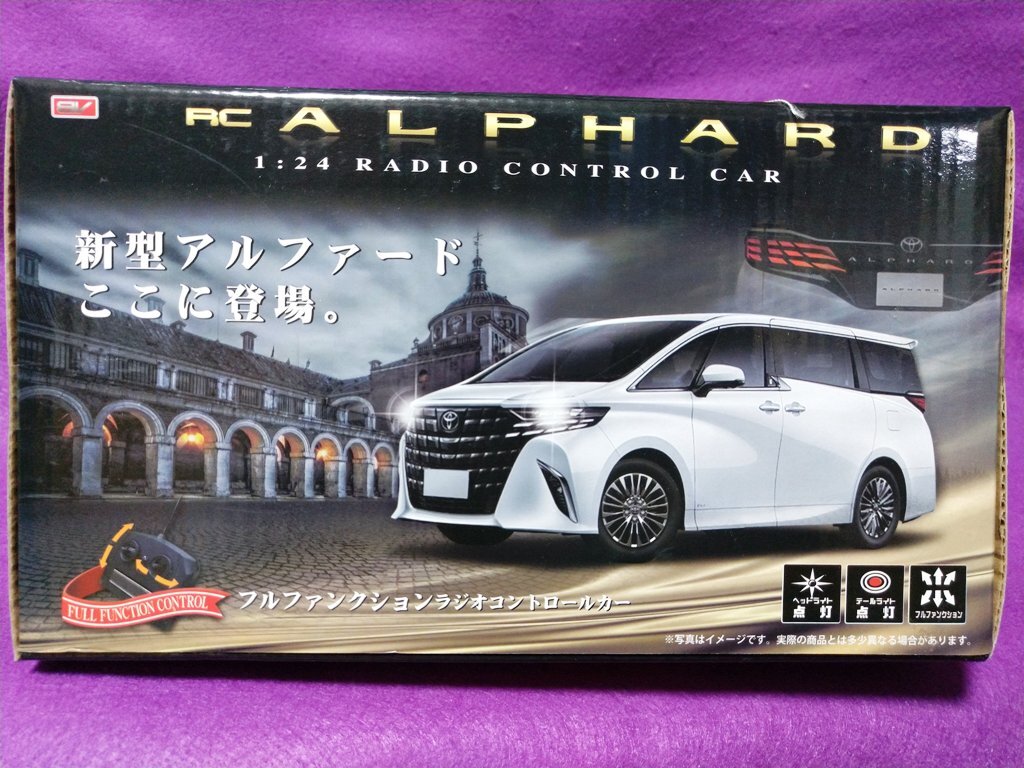 RC ALPHARD
1:24 RADIO CONTROL CAR
新型アルファード
ここに登場。
ALPHARD
ALPHARD
FULL FUNCTION CONTROL
フルファンクションラジオコントロールカー
ヘッドライト
点灯
テールライト
点灯
フルファンクション
※写真はイメージです。実際の商品とは多少異なる場合があります。